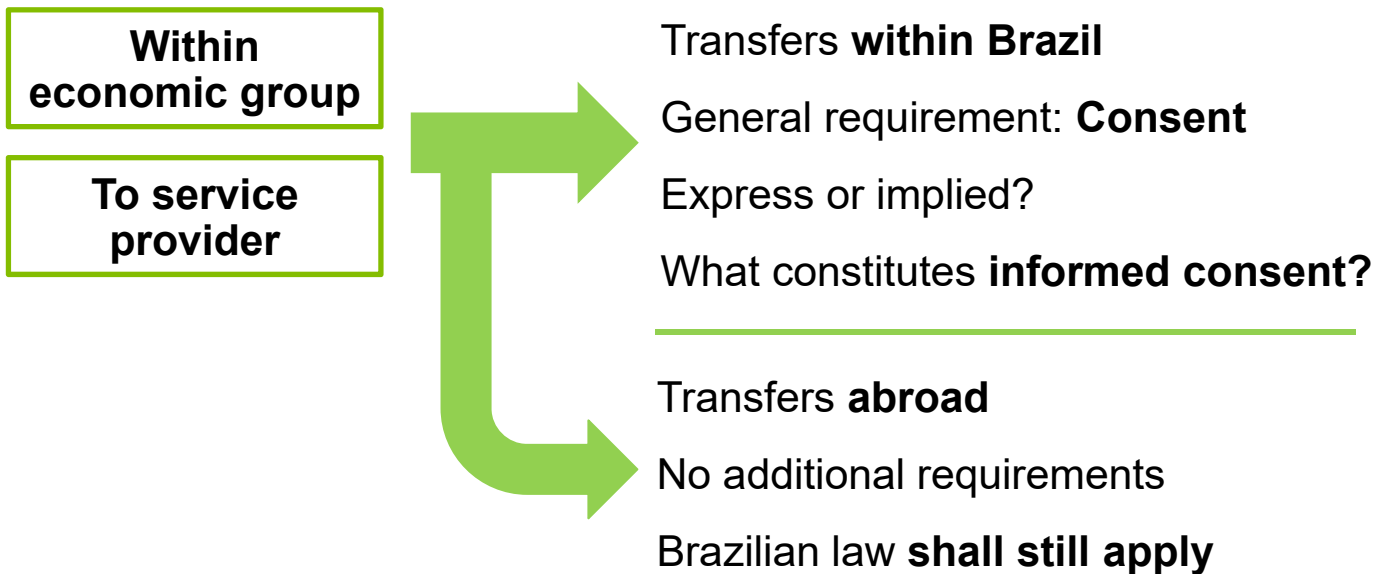 Within
economic group
To service
provider
Transfers within Brazil
General requirement: Consent
Express or implied?
What constitutes informed consent?
Transfers abroad
No additional requirements
Brazilian law shall still apply